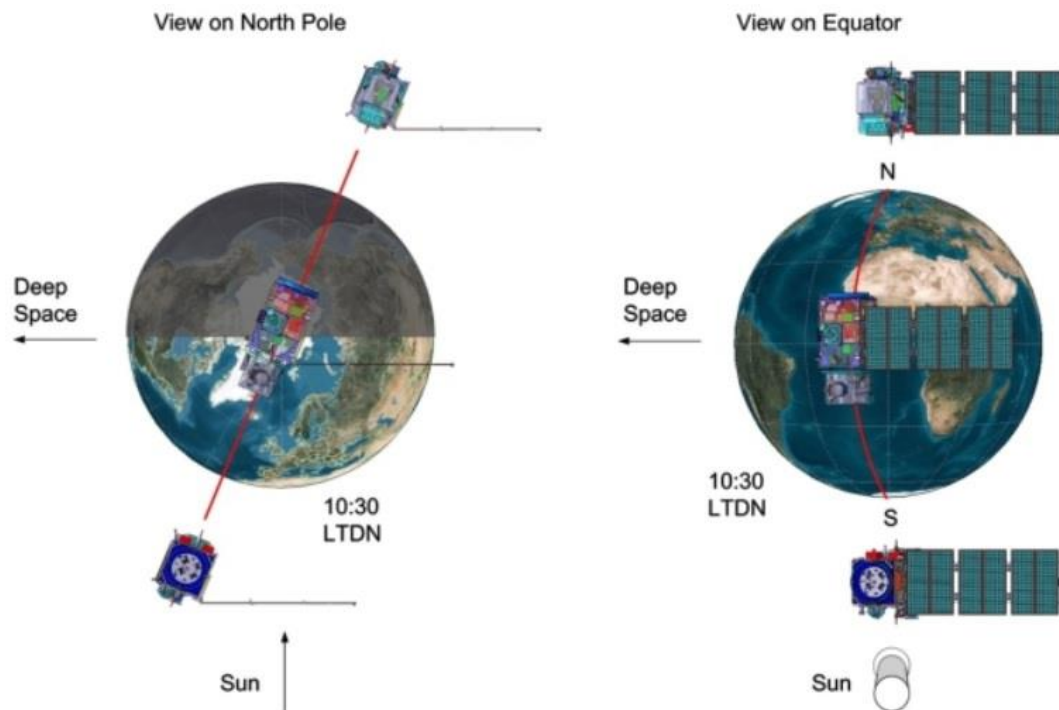 View on North Pole
View on Equator
N
Deep
Space
Deep
Space
10:30
LTDN
10:30
LTDN
S
Sun
Sun